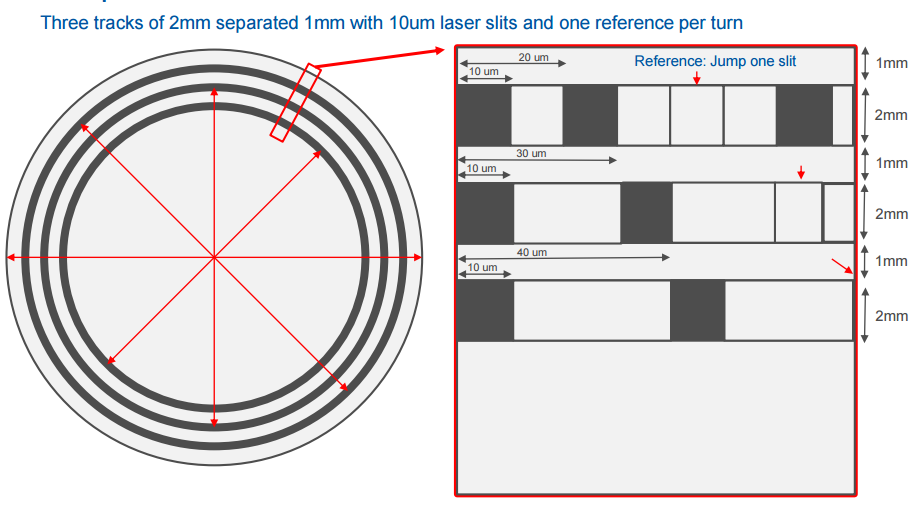 Three tracks of 2mm separated 1mm with 10um laser slits and one reference per turn
20 um
Reference: Jump one slit
1mm
10 um
2mm
30 um
1mm
10 um
2mm
40 um
1mm
10 um
2mm